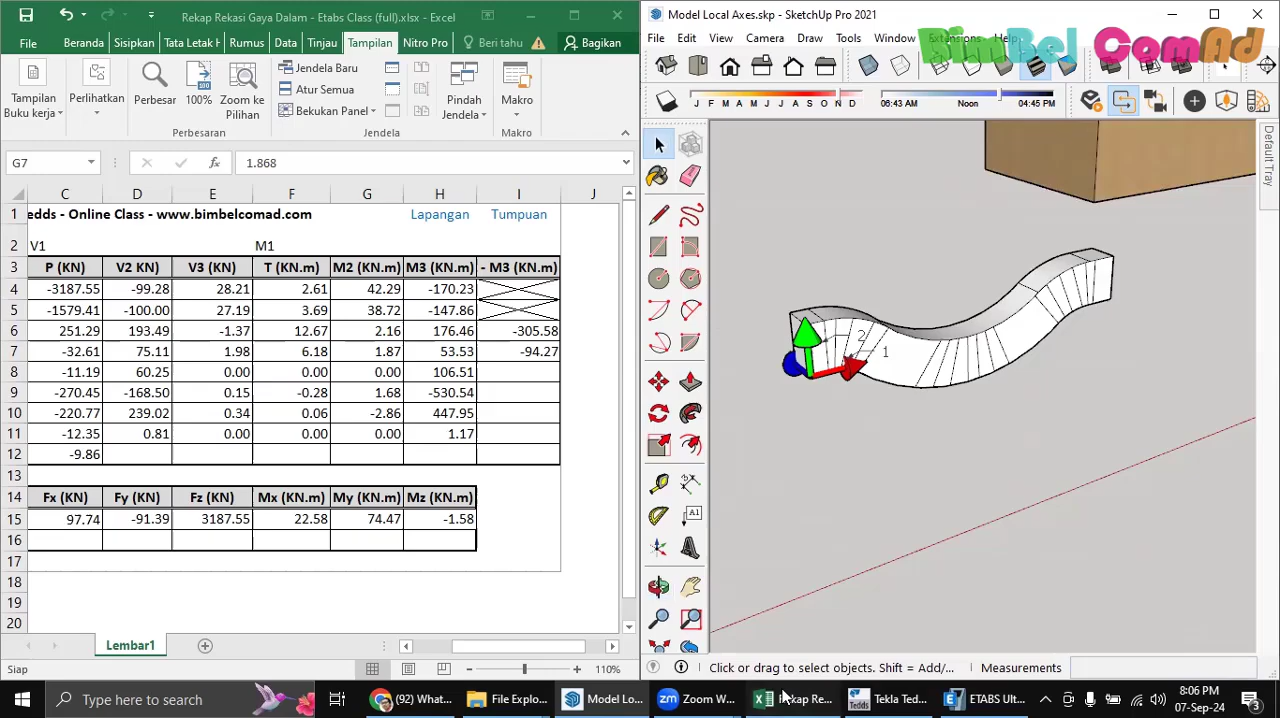 Rekap Rekasi Gaya Dalam - Etabs Class (full).xlsx - Excel
File Beranda Sisipkan Tata Letak H Rumus Data Tinjau Tampilan Nitro Pro Beri tahu Bagikan
Tampilan Buku kerja
Perlihatkan
Perbesar
100%
Zoom ke Pilihan
Jendela Baru
Atur Semua
Bekukan Panel
Pindah Jendela
Makro
Perbesaran Jendela Makro
G7 fx 1.868
C D E F G H I J
1 edds - Online Class - www.bimbelcomad.com Lapangan Tumpuan
2 V1 M1
3 P (KN) V2 KN) V3 (KN) T (KN.m) M2 (KN.m) M3 (KN.m) - M3 (KN.m)
4 -3187.55 -99.28 28.21 2.61 42.29 -170.23
5 -1579.41 -100.00 27.19 3.69 38.72 -147.86
6 251.29 193.49 -1.37 12.67 2.16 176.46 -305.58
7 -32.61 75.11 1.98 6.18 1.87 53.53 -94.27
8 -11.19 60.25 0.00 0.00 0.00 106.51
9 -270.45 -168.50 0.15 -0.28 1.68 -530.54
10 -220.77 239.02 0.34 0.06 -2.86 447.95
11 -12.35 0.81 0.00 0.00 0.00 1.17
12 -9.86
13
14 Fx (KN) Fy (KN) Fz (KN) Mx (KN.m) My (KN.m) Mz (KN.m)
15 97.74 -91.39 3187.55 22.58 74.47 -1.58
16
17
18
19
20
Lembar1
Siap 110%
Model Local Axes.skp - SketchUp Pro 2021
File Edit View Camera Draw Tools Window Extensions Help
BimBel ComAd
J F M A M J J A S O N D 06:43 AM Noon 04:45 PM
Default Tray
2
1
A1
Click or drag to select objects. Shift = Add/... Measurements
Type here to search
(92) What...
File Explo...
Model Lo...
Zoom W...
Rekap Re...
Tekla Ted...
ETABS Ult...
8:06 PM
07-Sep-24
3